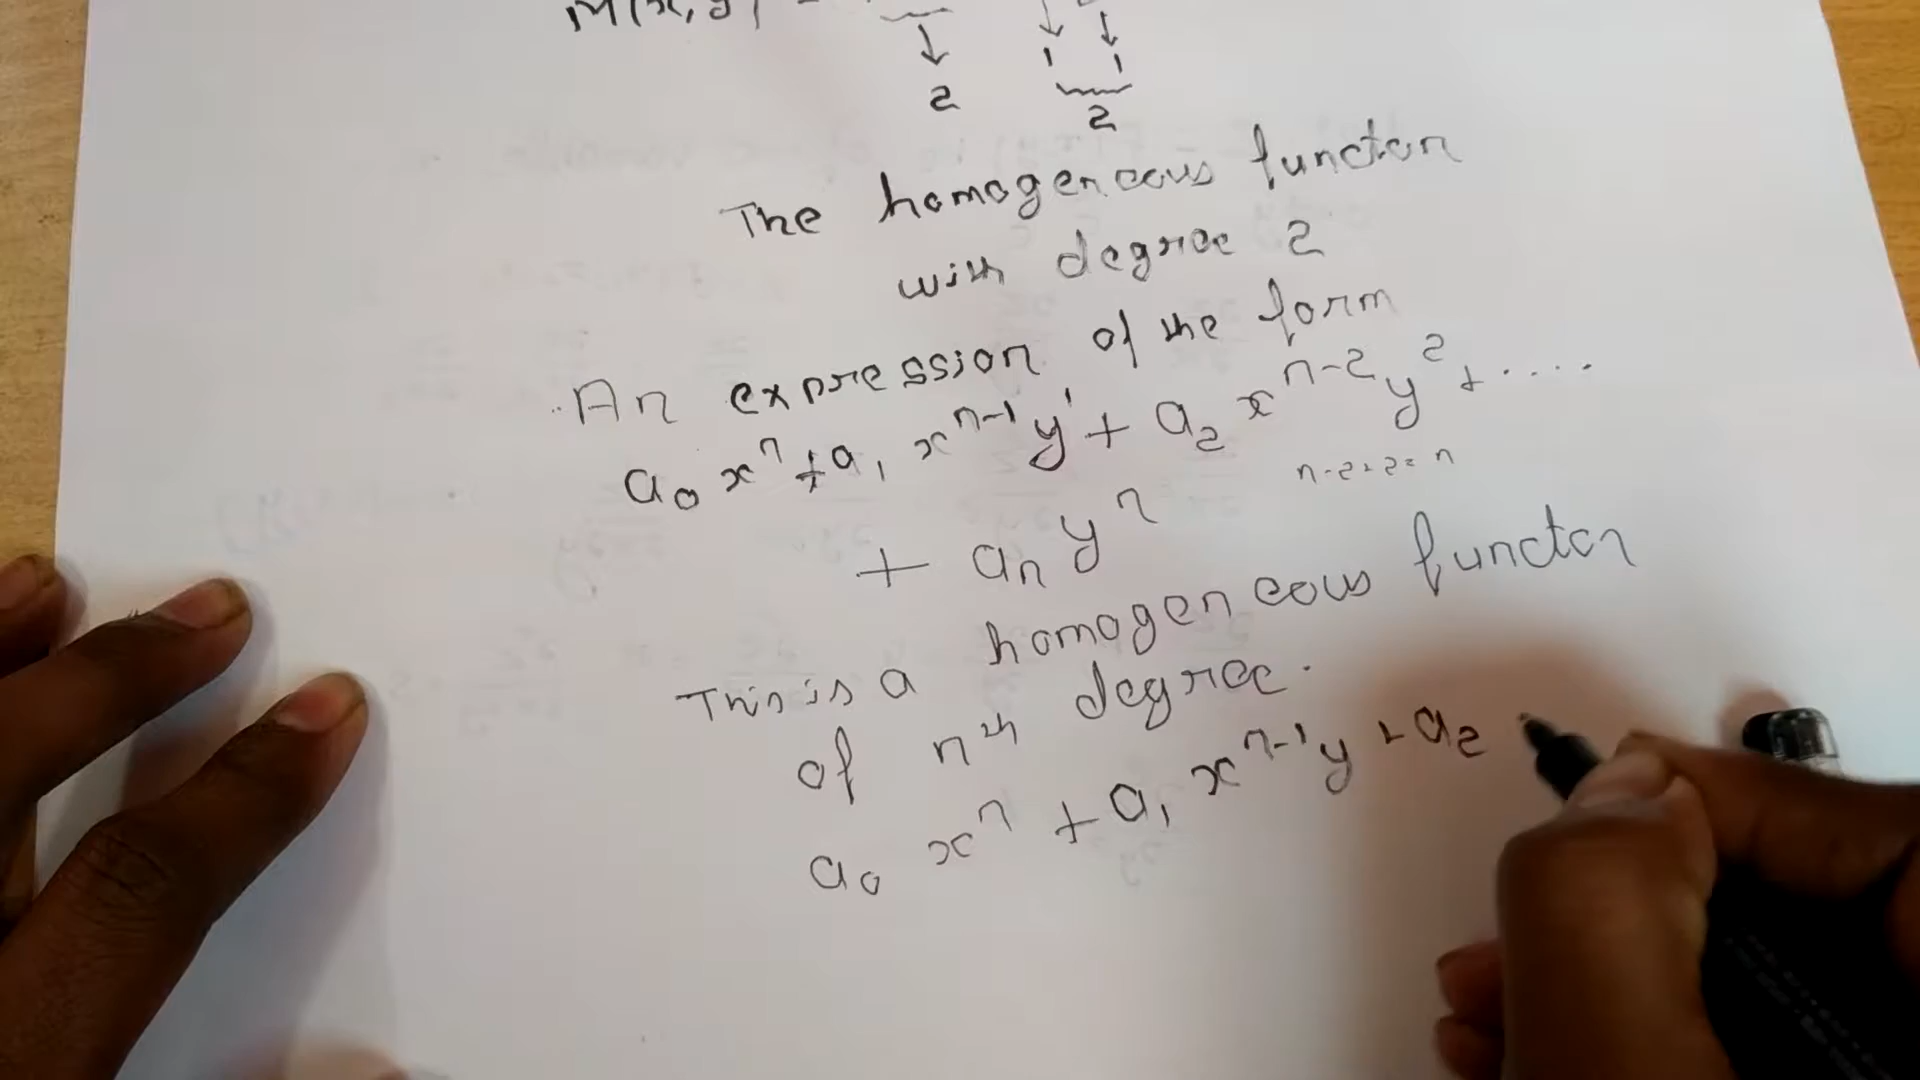 M(x,y) =
↓ ↓ ↓
1 1
2 2
The homogeneous function
with degree 2
An expression of the form
a₀ xⁿ + a₁ xⁿ⁻¹ y¹ + a₂ xⁿ⁻² y² + ....
n-2+2= n
+ aₙ yⁿ
This is a homogeneous function
of nth degree.
a₀ xⁿ + a₁ xⁿ⁻¹ y + a₂